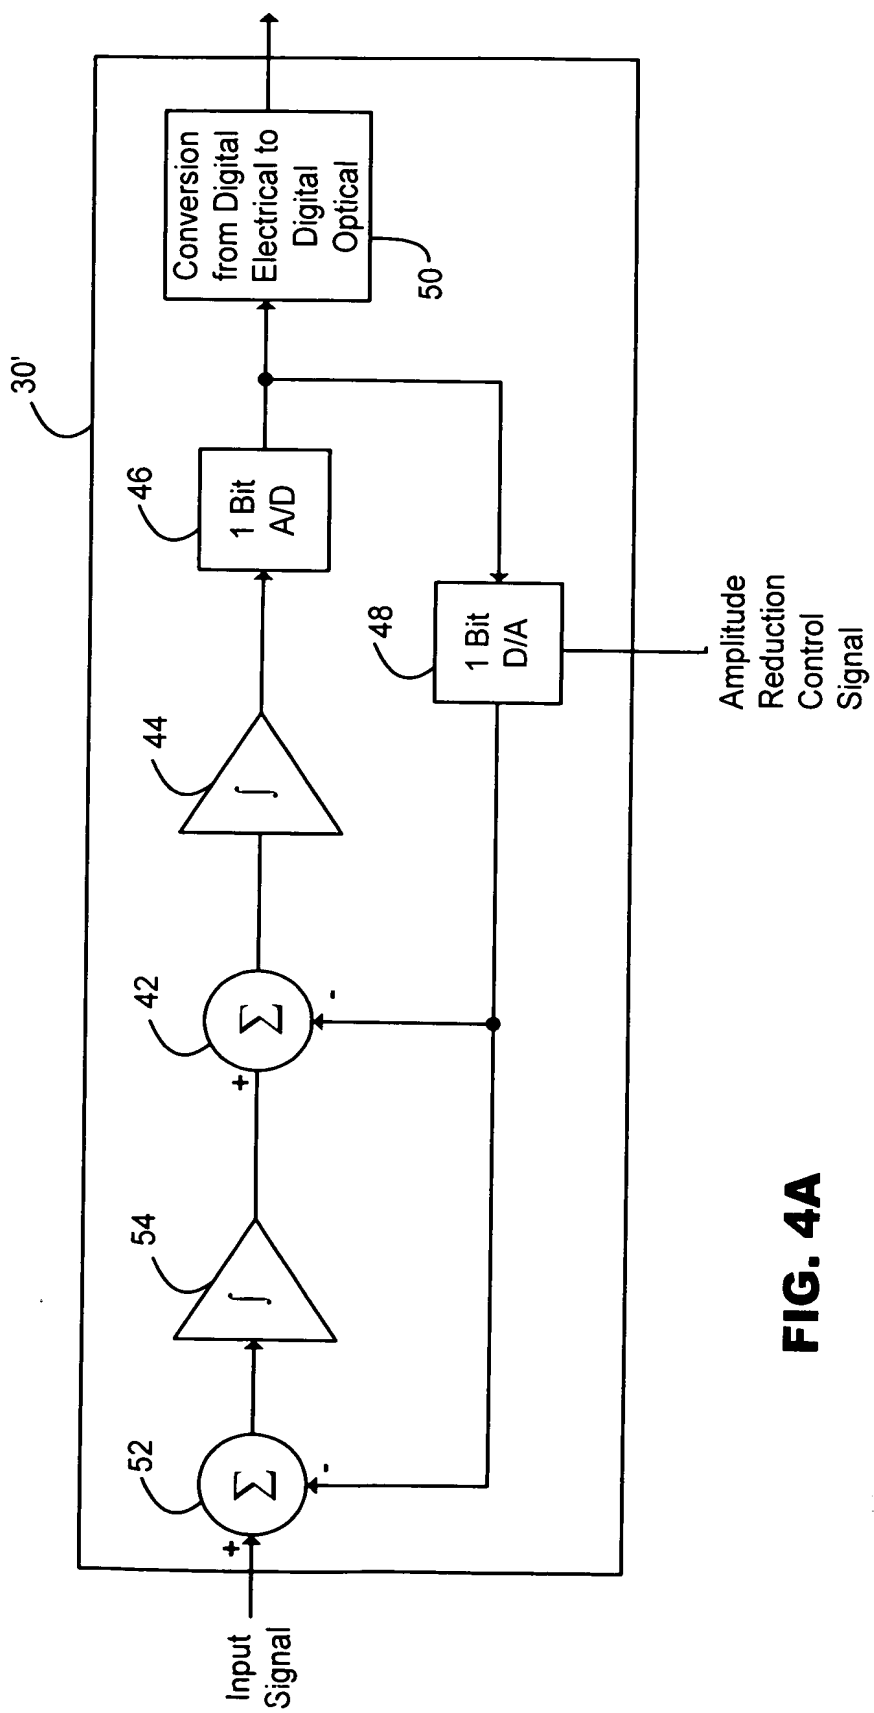 30'
Input
Signal
+
52
Σ
-
54
∫
+
42
Σ
-
44
∫
46
1 Bit
A/D
48
1 Bit
D/A
Conversion
from Digital
Electrical to
Digital
Optical
50
Amplitude
Reduction
Control
Signal
FIG. 4A